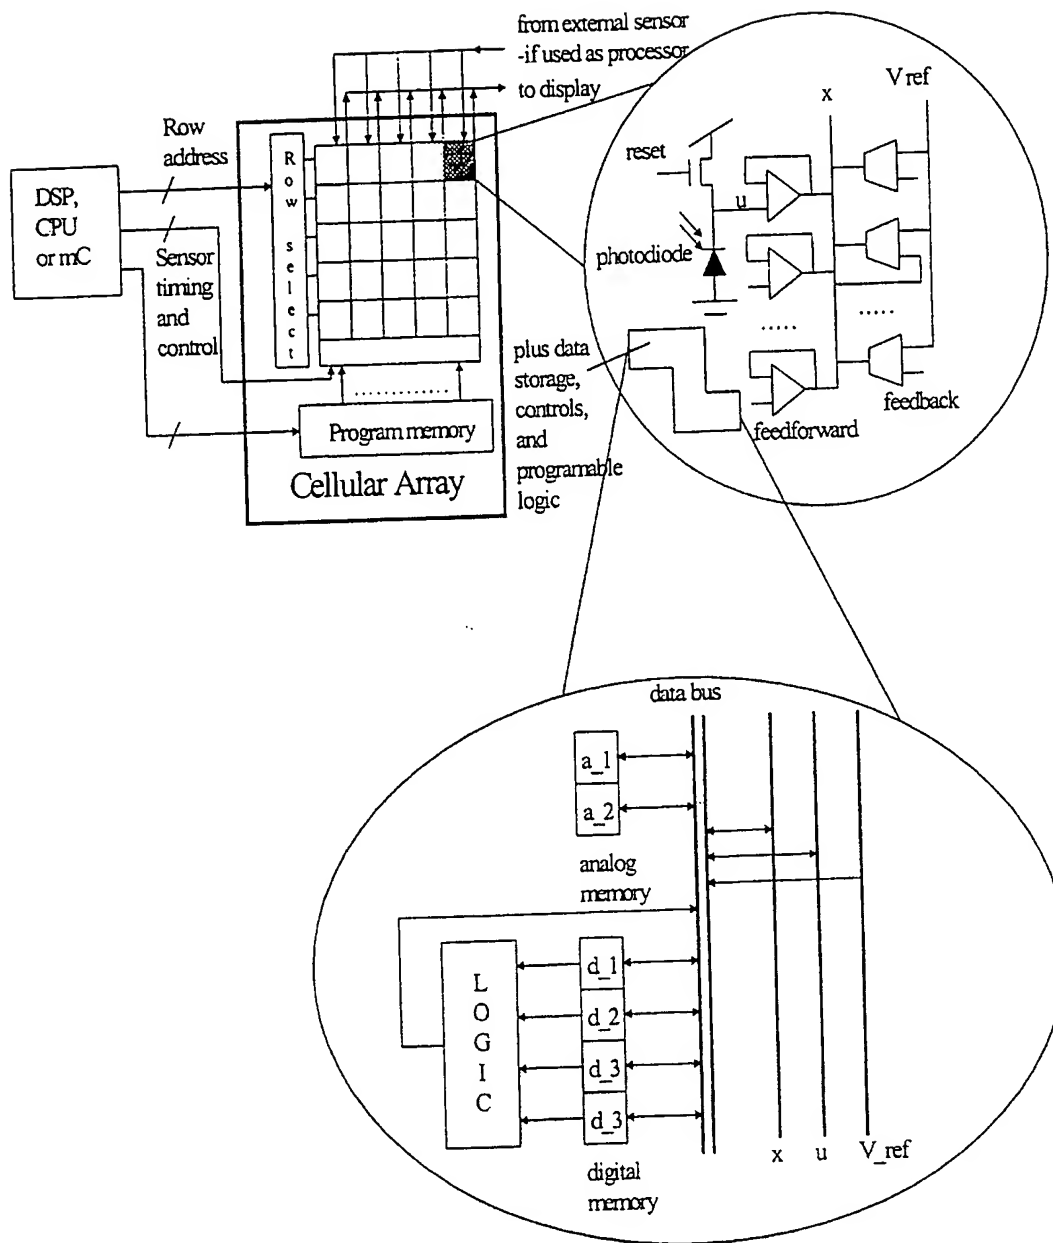 from external sensor
-if used as processor
to display
Row
address
DSP,
CPU
or mC
Sensor
timing
and
control
R
o
w
s
e
l
e
c
t
Program memory
Cellular Array
x
V ref
reset
u
photodiode
plus data
storage,
controls,
and
programable
logic
feedforward
feedback
data bus
a_1
a_2
analog
memory
L
O
G
I
C
d_1
d_2
d_3
d_3
digital
memory
x
u
V_ref